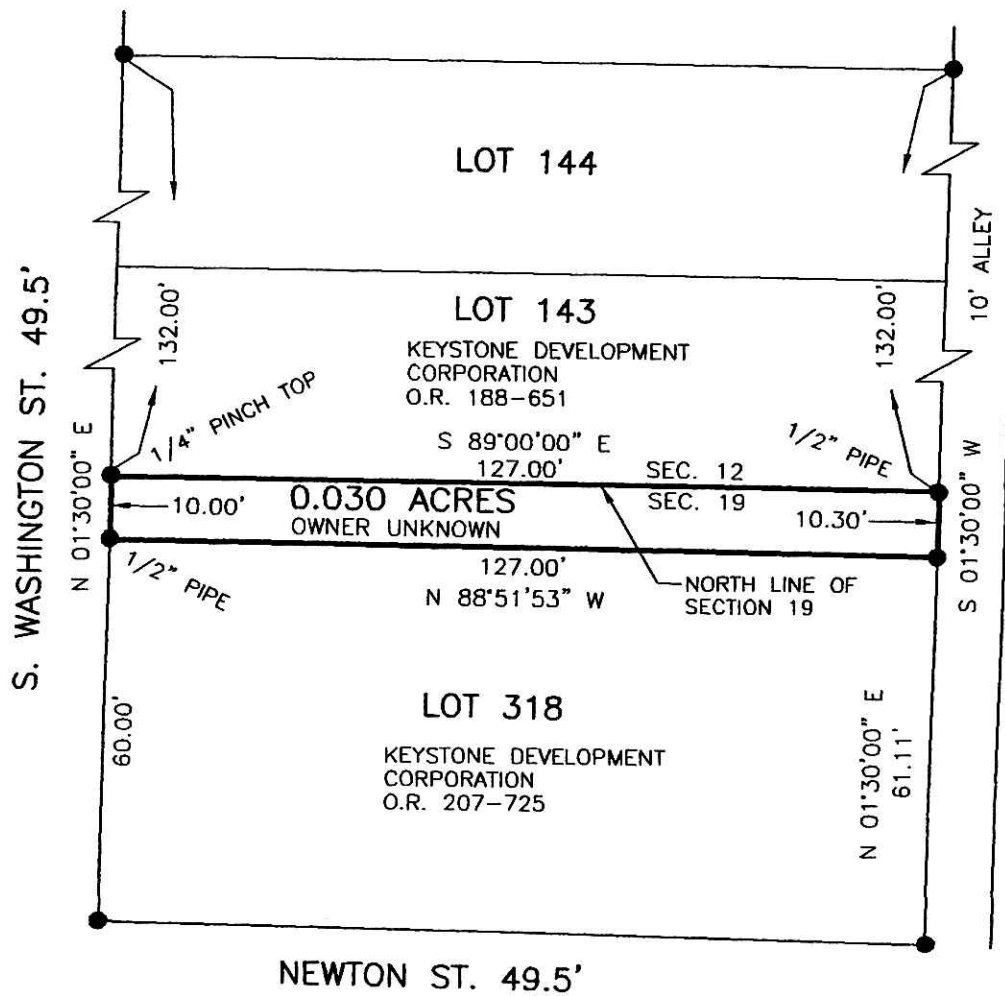 LOT 144
10' ALLEY
S. WASHINGTON ST. 49.5'
132.00'
LOT 143
132.00'
KEYSTONE DEVELOPMENT
CORPORATION
O.R. 188-651
1/4" PINCH TOP
N 01°30'00" E
S 89°00'00" E
127.00'
SEC. 12
1/2" PIPE
10.00'
0.030 ACRES
OWNER UNKNOWN
SEC. 19
10.30'
S 01°30'00" W
1/2" PIPE
127.00'
N 88°51'53" W
NORTH LINE OF
SECTION 19
60.00'
LOT 318
KEYSTONE DEVELOPMENT
CORPORATION
O.R. 207-725
N 01°30'00" E
61.11'
NEWTON ST. 49.5'